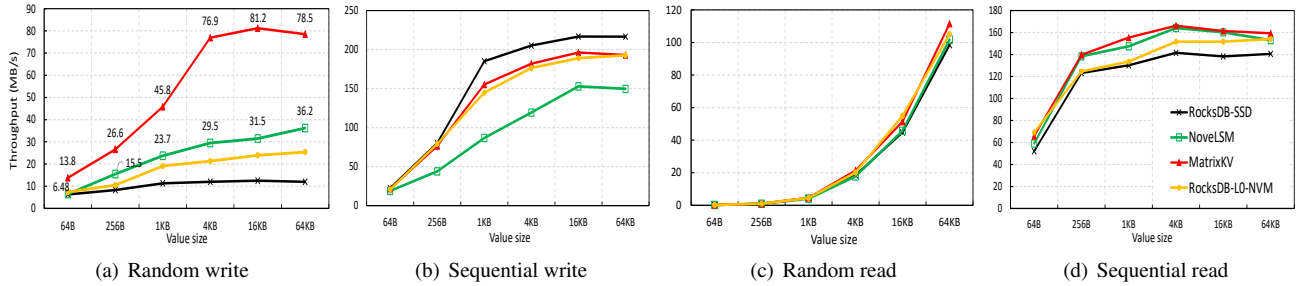 Throughput (MB/s)
90
80
70
60
50
40
30
20
10
0
13.8
26.6
45.8
76.9
81.2
78.5
6.48
15.5
23.7
29.5
31.5
36.2
64B 256B 1KB 4KB 16KB 64KB
Value size
(a) Random write
250
200
150
100
50
0
64B 256B 1KB 4KB 16KB 64KB
Value size
(b) Sequential write
120
100
80
60
40
20
0
64B 256B 1KB 4KB 16KB 64KB
Value size
(c) Random read
180
160
140
120
100
80
60
40
20
0
RocksDB-SSD
NoveLSM
MatrixKV
RocksDB-L0-NVM
64B 256B 1KB 4KB 16KB 64KB
Value size
(d) Sequential read